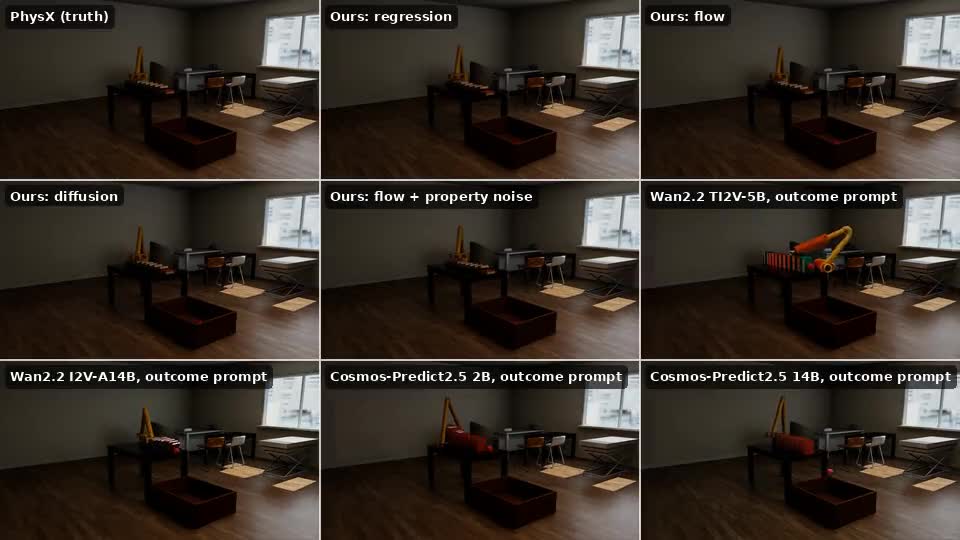 PhysX (truth)
Ours: regression
Ours: flow
Ours: diffusion
Ours: flow + property noise
Wan2.2 TI2V-5B, outcome prompt
Wan2.2 I2V-A14B, outcome prompt
Cosmos-Predict2.5 2B, outcome prompt
Cosmos-Predict2.5 14B, outcome prompt